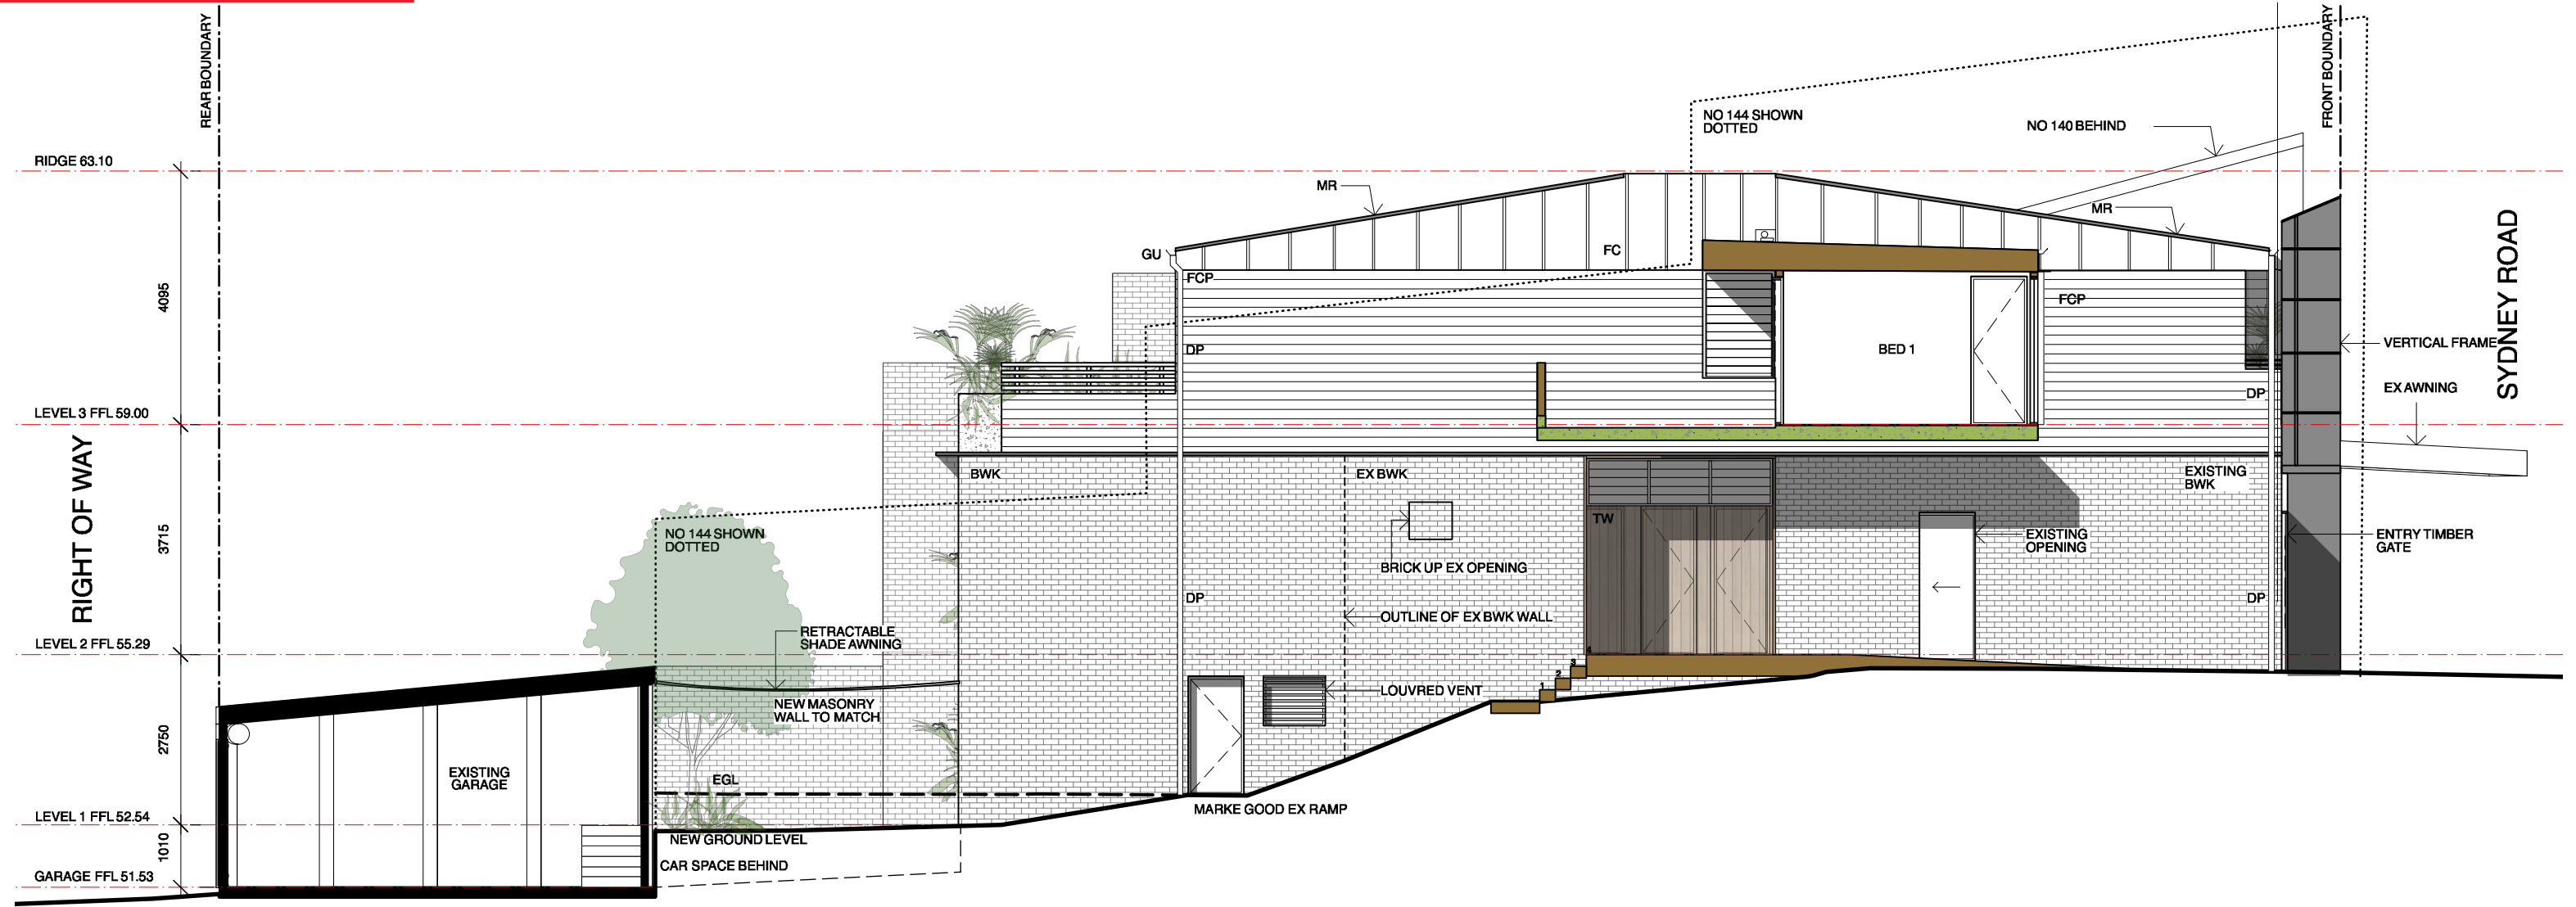 REAR BOUNDARY
FRONT BOUNDARY
NO 144 SHOWN
DOTTED
NO 140 BEHIND
RIDGE 63.10
MR
MR
SYDNEY ROAD
GU
FC
FCP
FCP
4095
DP
BED 1
VERTICAL FRAME
EX AWNING
DP
LEVEL 3 FFL 59.00
RIGHT OF WAY
BWK
EX BWK
EXISTING
BWK
TW
3715
NO 144 SHOWN
DOTTED
EXISTING
OPENING
ENTRY TIMBER
GATE
BRICK UP EX OPENING
DP
DP
OUTLINE OF EX BWK WALL
RETRACTABLE
SHADE AWNING
LEVEL 2 FFL 55.29
4
3
2
1
LOUVRED VENT
NEW MASONRY
WALL TO MATCH
2750
EXISTING
GARAGE
EGL
MARKE GOOD EX RAMP
LEVEL 1 FFL 52.54
NEW GROUND LEVEL
1010
CAR SPACE BEHIND
GARAGE FFL 51.53